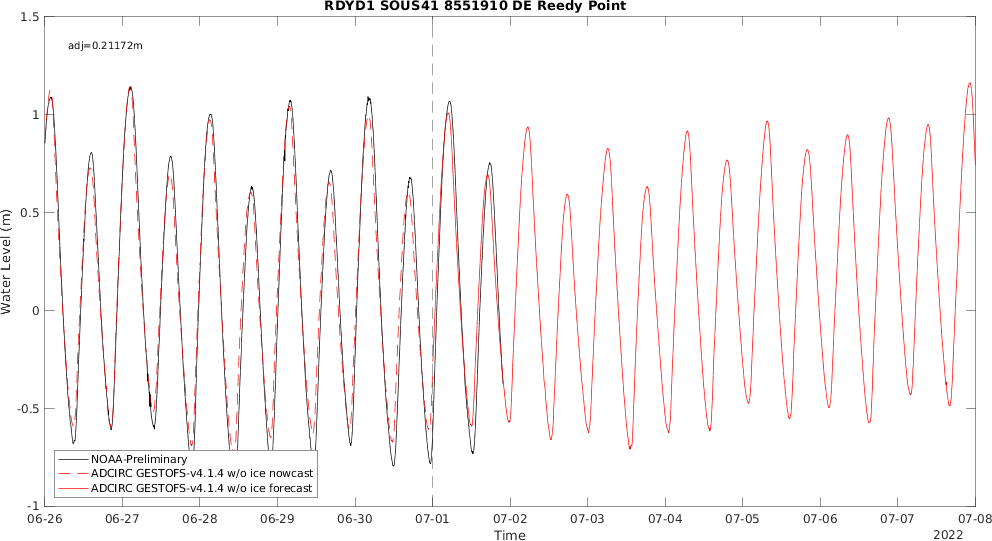 RDYD1 SOUS41 8551910 DE Reedy Point
adj=0.21172m
Water Level (m)
1.5
1
0.5
0
-0.5
-1
NOAA-Preliminary
ADCIRC GESTOFS-v4.1.4 w/o ice nowcast
ADCIRC GESTOFS-v4.1.4 w/o ice forecast
06-26 06-27 06-28 06-29 06-30 07-01 07-02 07-03 07-04 07-05 07-06 07-07 07-08
Time
2022